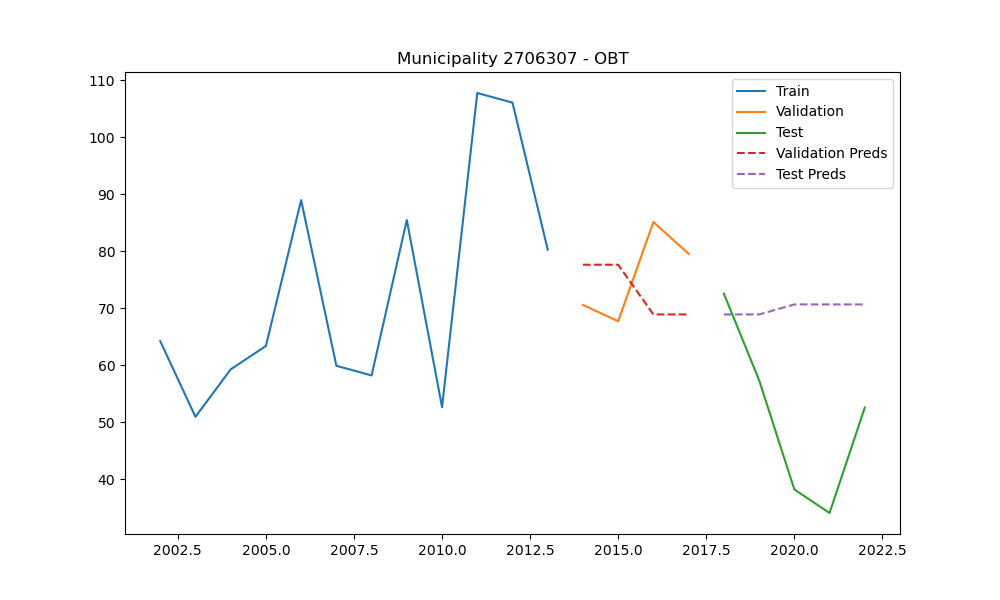 Municipality 2706307 - OBT
110
100
90
80
70
60
50
40
Train
Validation
Test
Validation Preds
Test Preds
2002.5 2005.0 2007.5 2010.0 2012.5 2015.0 2017.5 2020.0 2022.5